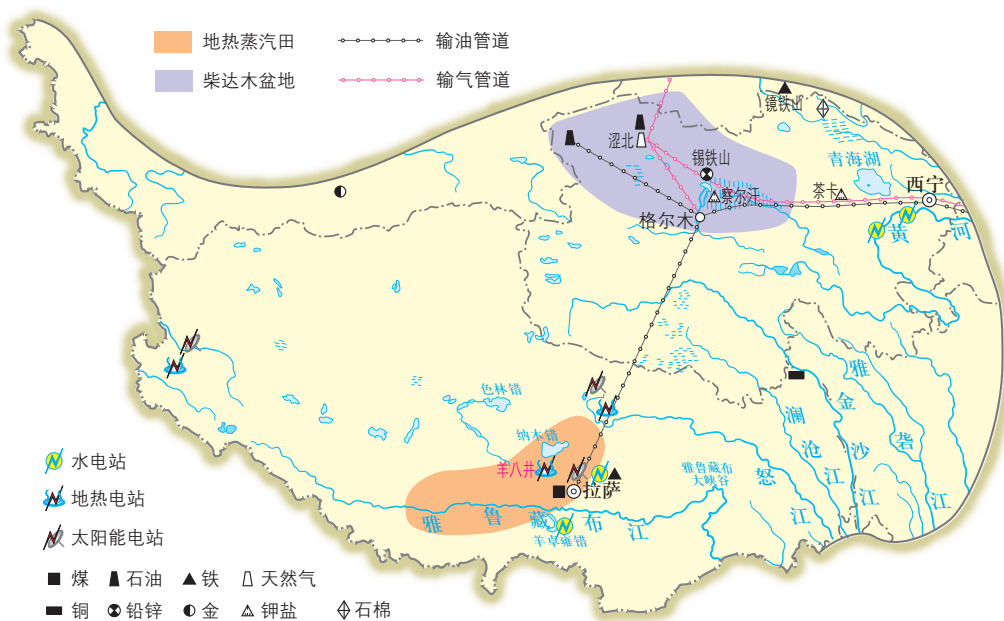 地热蒸汽田
输油管道
柴达木盆地
输气管道
镜铁山
涩北
锡铁山
青海湖
察尔汗
茶卡
西宁
格尔木
黄
河
色林错
雅
金
澜
沧
江
沙
江
砻
江
纳木错
羊八井
拉萨
雅鲁藏布
大峡谷
怒
江
雅
鲁
藏
布
江
羊卓雍错
水电站
地热电站
太阳能电站
煤
石油
铁
天然气
铜
铅锌
金
钾盐
石棉